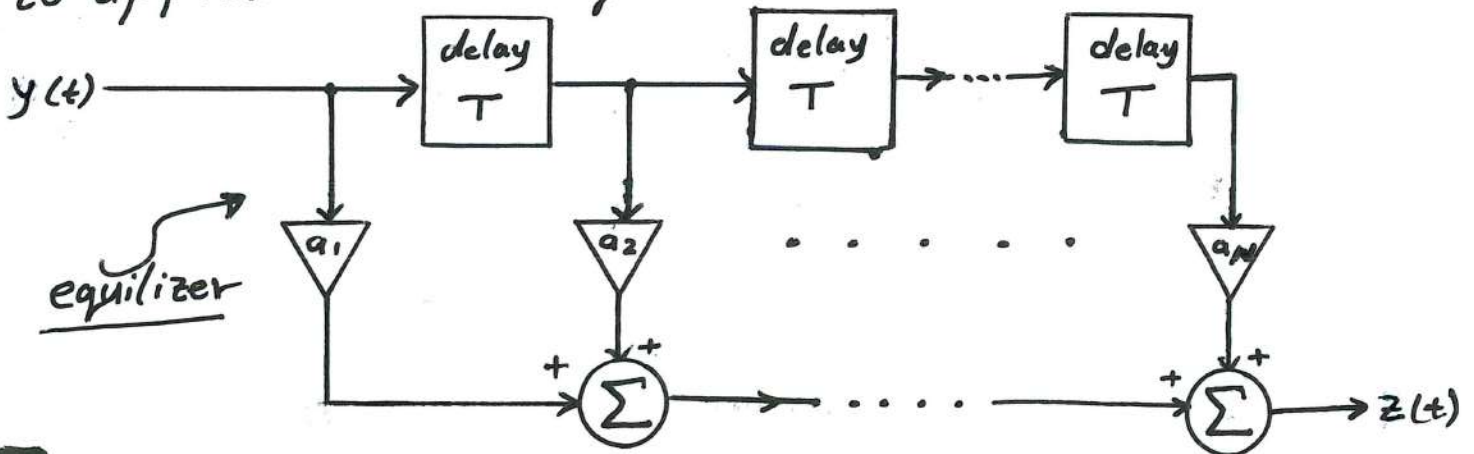 delay delay delay
y(t) T T ... T
a1 a2 . . . . . aN
equilizer
+ + + +
Σ . . . . . Σ z(t)